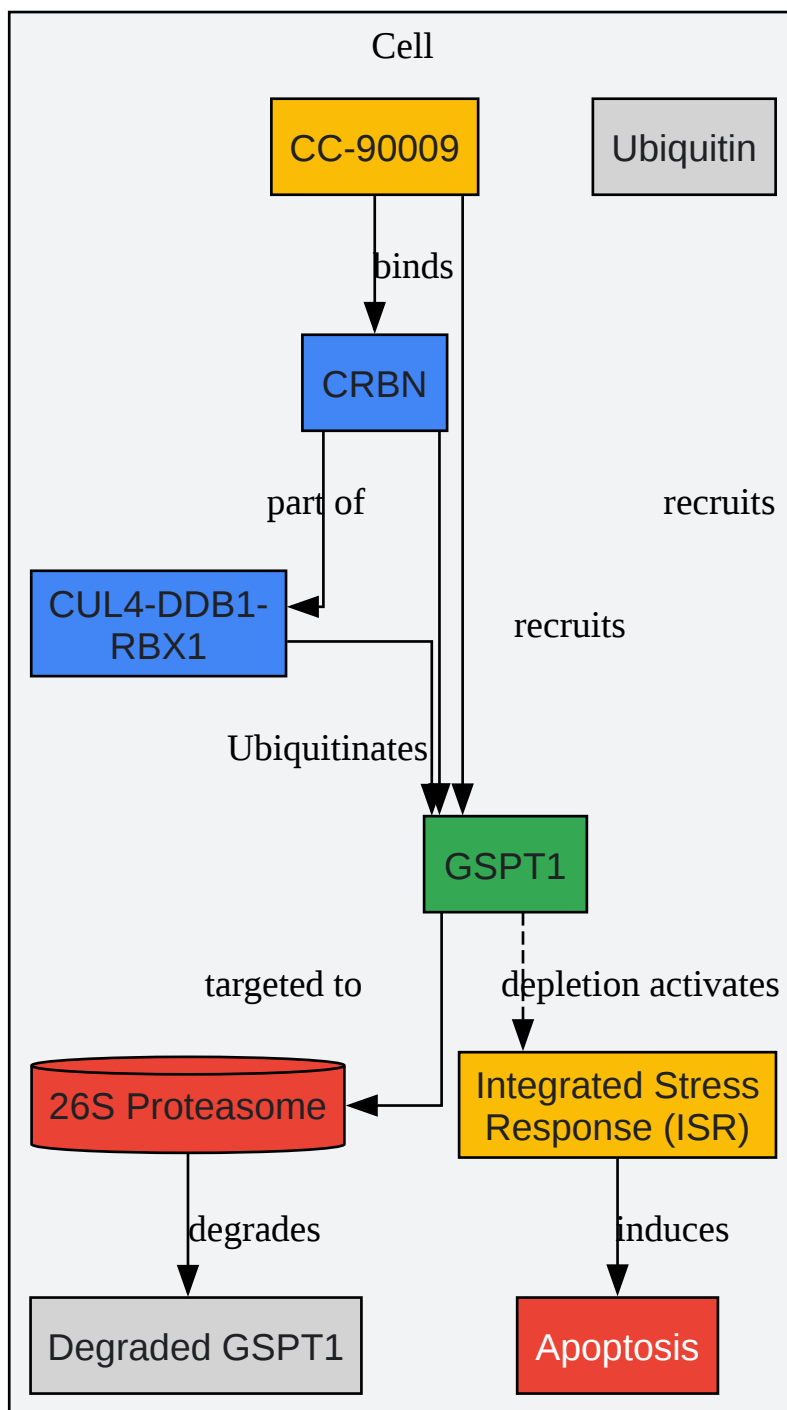 Cell
CC-90009
Ubiquitin
binds
CRBN
part of
recruits
CUL4-DDB1-
RBX1
recruits
Ubiquitinates
GSPT1
targeted to
depletion activates
26S Proteasome
Integrated Stress
Response (ISR)
degrades
induces
Degraded GSPT1
Apoptosis